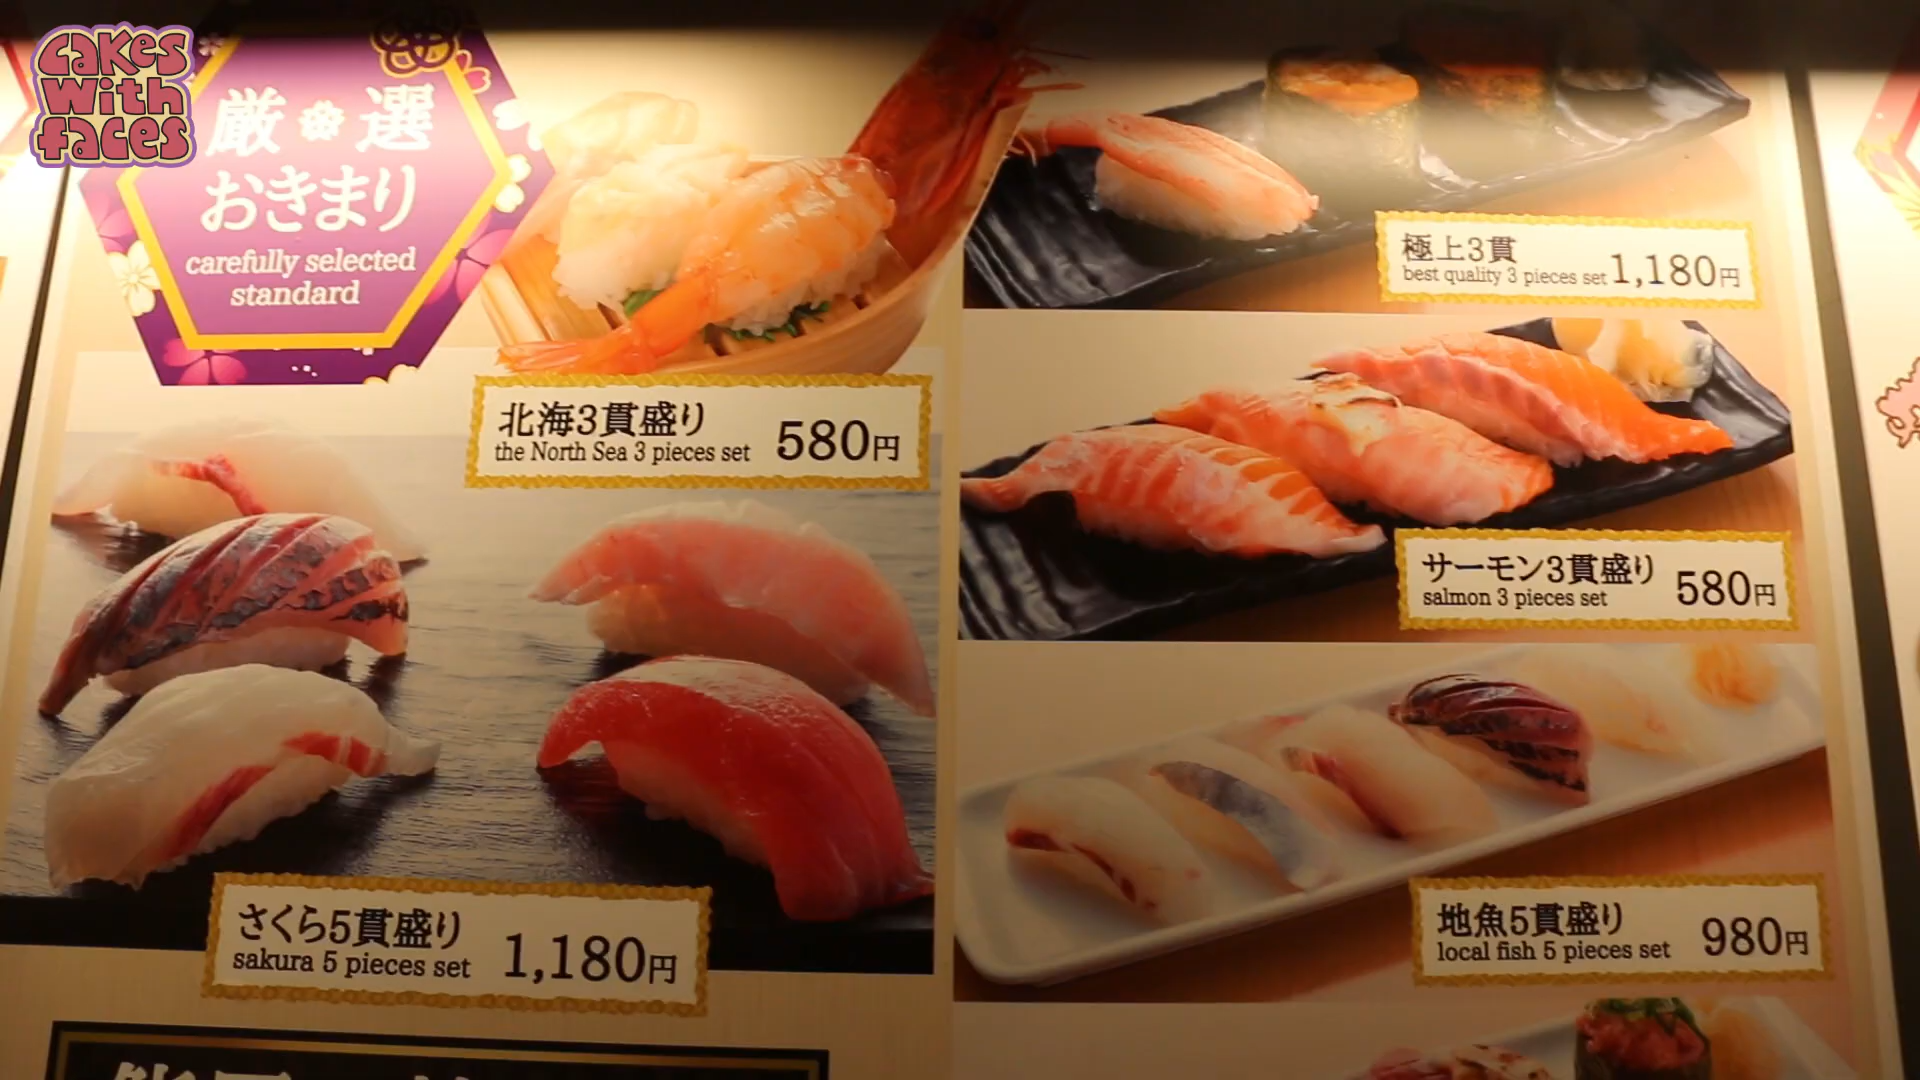 cakes
with
faces
厳選
おきまり
carefully selected
standard
北海3貫盛り
the North Sea 3 pieces set 580円
さくら5貫盛り
sakura 5 pieces set 1,180円
極上3貫
best quality 3 pieces set 1,180円
サーモン3貫盛り
salmon 3 pieces set 580円
地魚5貫盛り
local fish 5 pieces set 980円